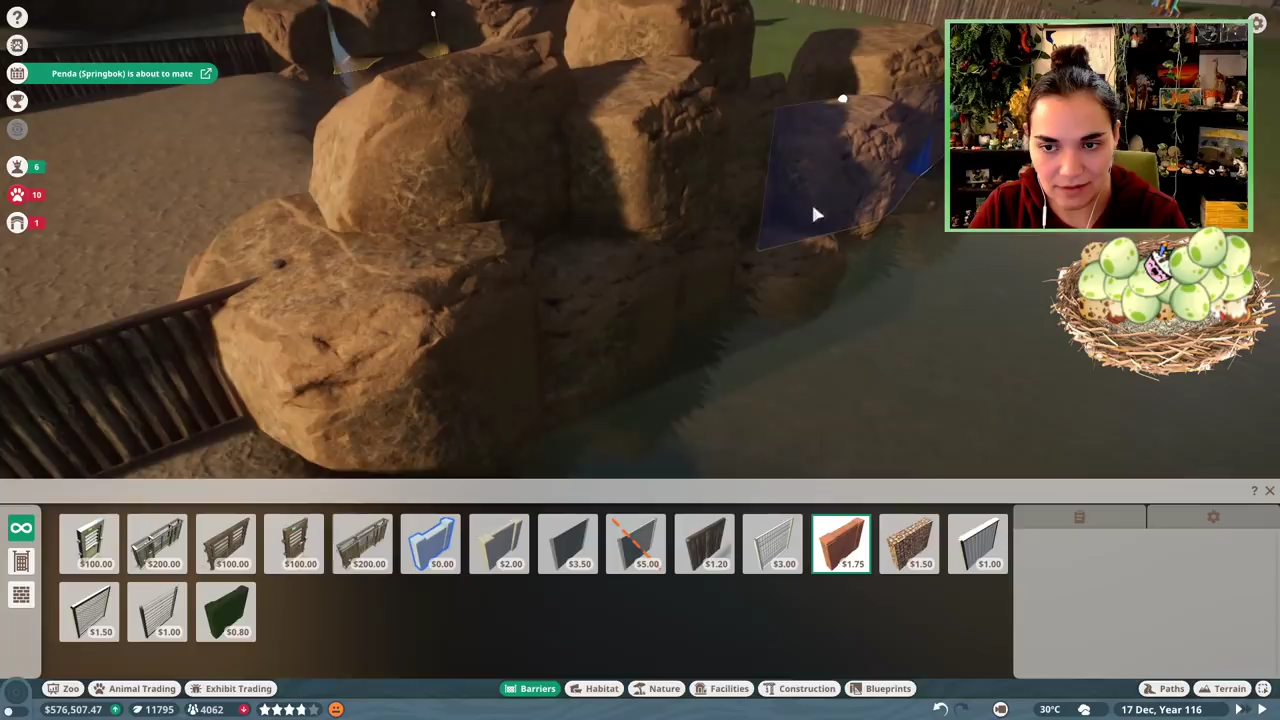 ?
Penda (Springbok) is about to mate
6
10
1
? ×
$100.00 $200.00 $100.00 $100.00 $200.00 $0.00 $2.00 $3.50 $5.00 $1.20 $3.00 $1.75 $1.50 $1.00
$1.50 $1.00 $0.80
Zoo Animal Trading Exhibit Trading Barriers Habitat Nature Facilities Construction Blueprints Paths Terrain
$576,507.47 11795 4062 30°C 17 Dec, Year 116